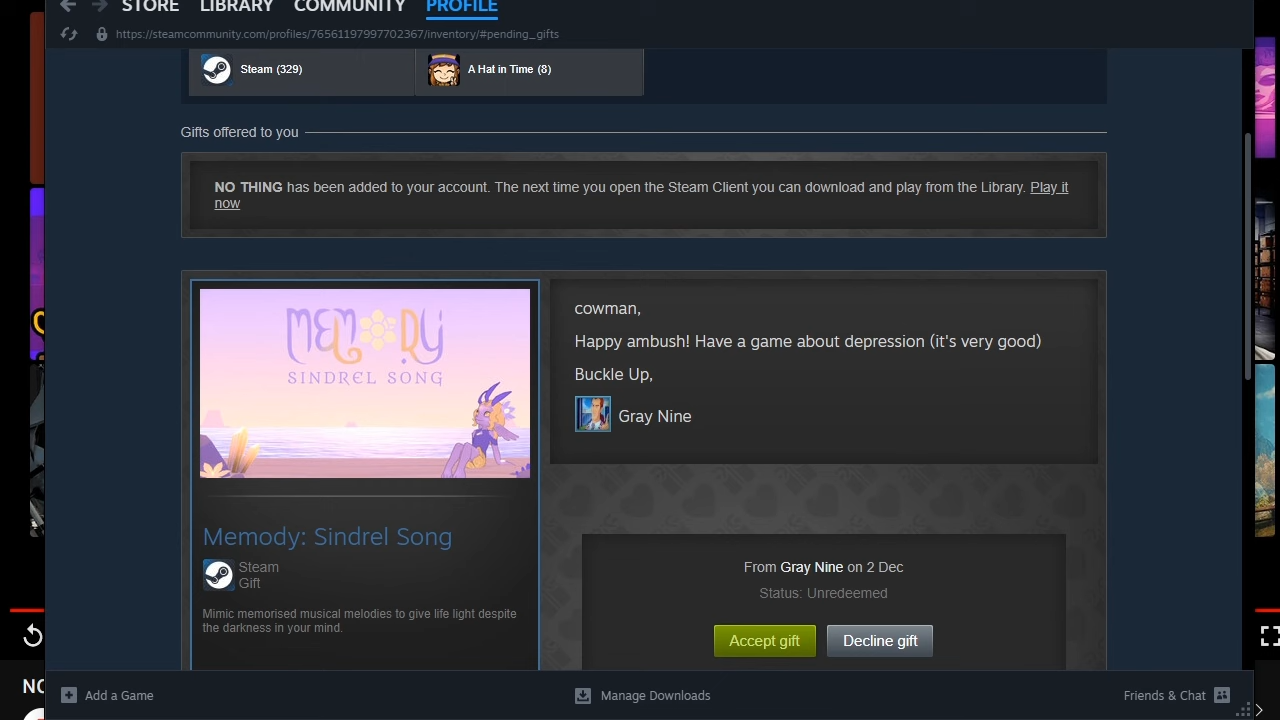 STORE LIBRARY COMMUNITY PROFILE
https://steamcommunity.com/profiles/76561197997702367/inventory/#pending_gifts
Steam (329)
A Hat in Time (8)
Gifts offered to you
NO THING has been added to your account. The next time you open the Steam Client you can download and play from the Library. Play it
now
MEMODY
SINDREL SONG
cowman,
Happy ambush! Have a game about depression (it's very good)
Buckle Up,
Gray Nine
Memody: Sindrel Song
Steam
Gift
Mimic memorised musical melodies to give life light despite
the darkness in your mind.
From Gray Nine on 2 Dec
Status: Unredeemed
Accept gift
Decline gift
Add a Game
Manage Downloads
Friends & Chat